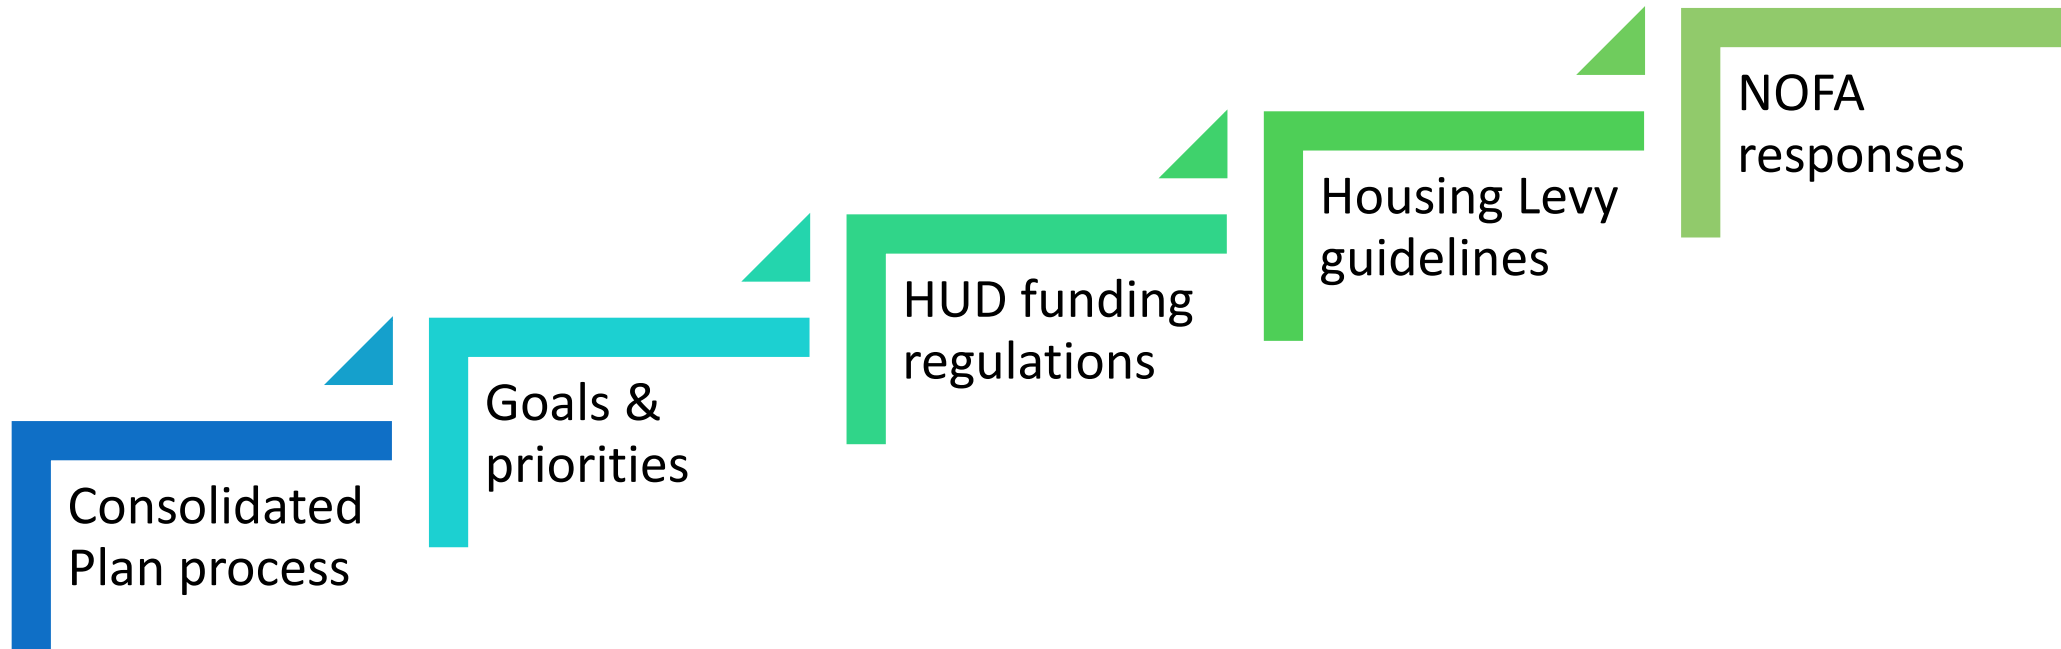 Consolidated
Plan process
Goals &
priorities
HUD funding
regulations
Housing Levy
guidelines
NOFA
responses